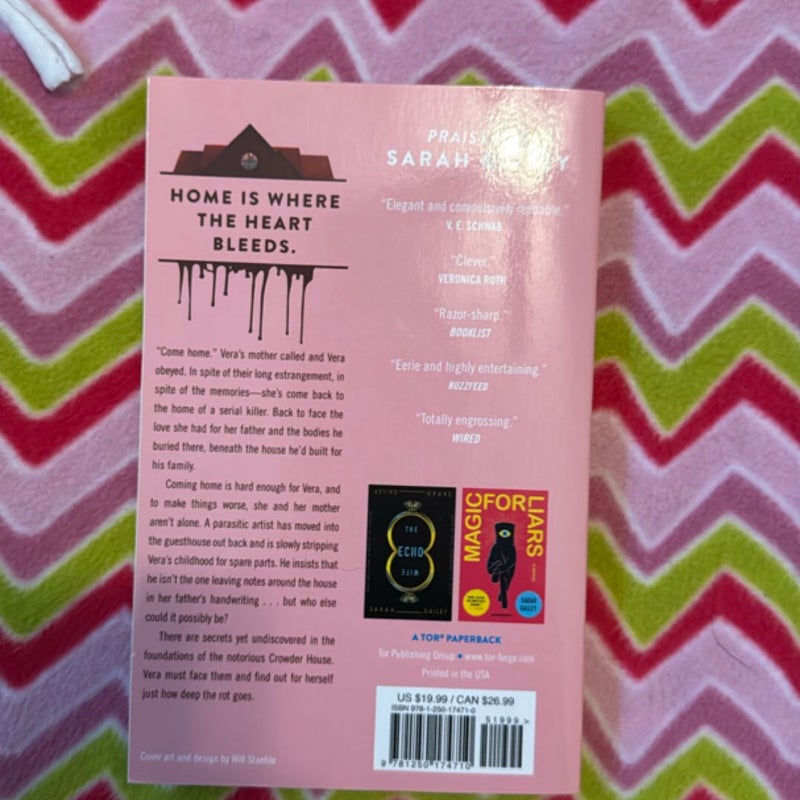 HOME IS WHERE
THE HEART
BLEEDS.
"Come home." Vera's mother called and Vera
obeyed. In spite of their long estrangement, in
spite of the memories—she's come back to
the home of a serial killer. Back to face the
love she had for her father and the bodies he
buried there, beneath the house he'd built for
his family.
Coming home is hard enough for Vera, and
to make things worse, she and her mother
aren't alone. A parasitic artist has moved into
the guesthouse out back and is slowly stripping
Vera's childhood for spare parts. He insists that
he isn't the one leaving notes around the house
in her father's handwriting . . . but who else
could it possibly be?
There are secrets yet undiscovered in the
foundations of the notorious Crowder House.
Vera must face them and find out for herself
just how deep the rot goes.
Cover art and design by Will Staehle
SARAH
"Elegant and compulsively readable."
V. E. SCHWAB
"Clever."
VERONICA ROTH
"Razor-sharp."
BOOKLIST
"Eerie and highly entertaining."
BUZZFEED
"Totally engrossing."
WIRED
SARAH GAILEY
THE
ECHO
WIFE
SARAH GAILEY
MAGIC
FOR
LIARS
A NOVEL
SARAH
GAILEY
A TOR® PAPERBACK
Tor Publishing Group • www.tor-forge.com
Printed in the USA
US $19.99 / CAN $26.99
ISBN 978-1-250-17471-0
51999>
9 781250 174710